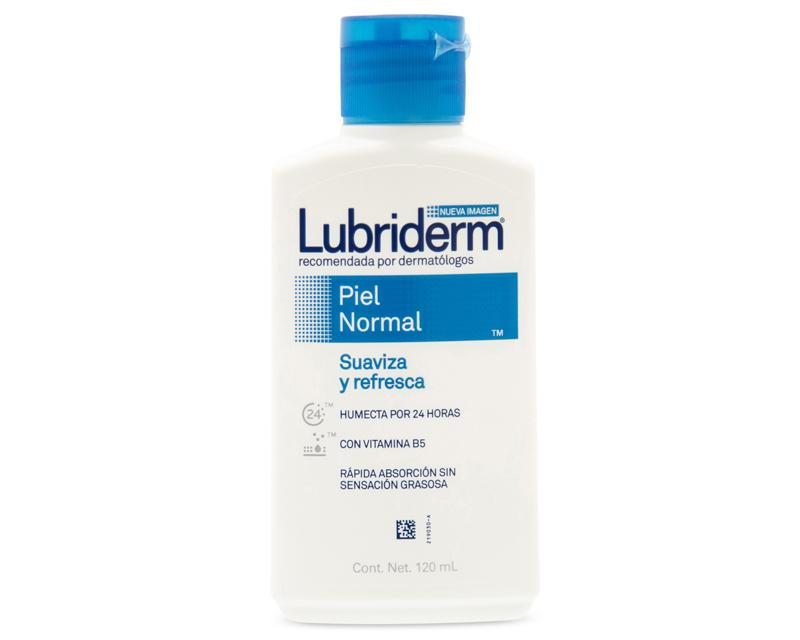 NUEVA IMAGEN
Lubriderm®
recomendada por dermatólogos
Piel
Normal
™
Suaviza
y refresca
24 ™
HUMECTA POR 24 HORAS
™
CON VITAMINA B5
RÁPIDA ABSORCIÓN SIN
SENSACIÓN GRASOSA
219030-A
Cont. Net. 120 mL